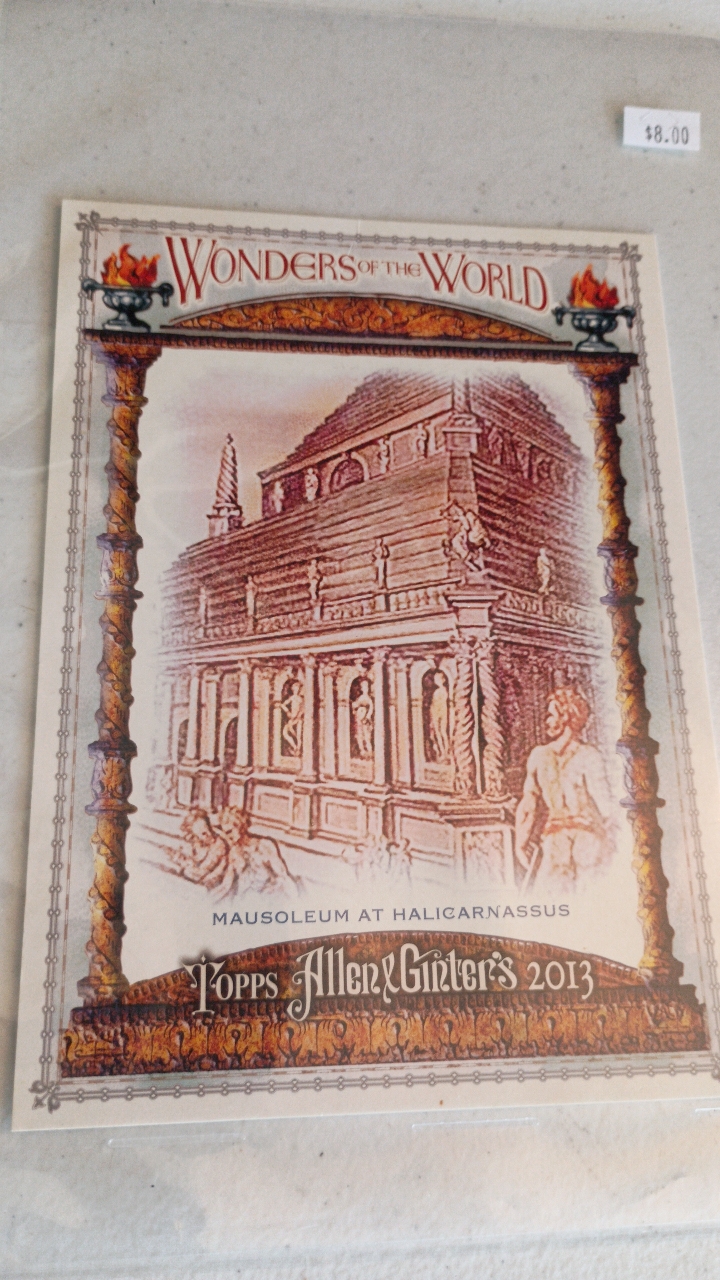 $8.00
WONDERS OF THE WORLD
MAUSOLEUM AT HALICARNASSUS
TOPPS Allen & Ginter's 2013